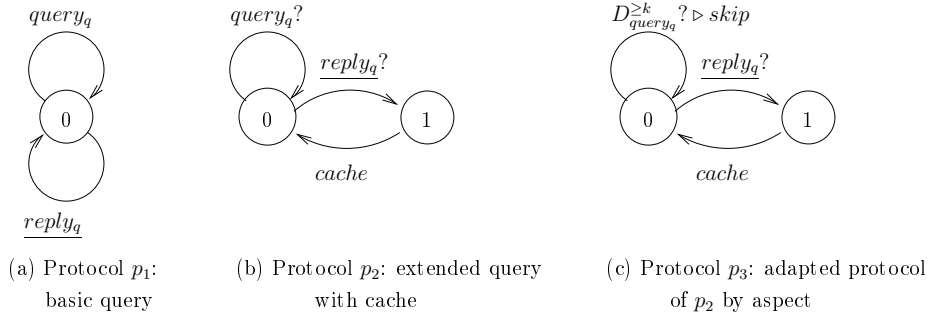 query_q
0
reply_q
(a) Protocol p_1:
basic query
query_q?
reply_q?
0
1
cache
(b) Protocol p_2: extended query
with cache
D^{≥k}_{query_q}? ▷ skip
reply_q?
0
1
cache
(c) Protocol p_3: adapted protocol
of p_2 by aspect